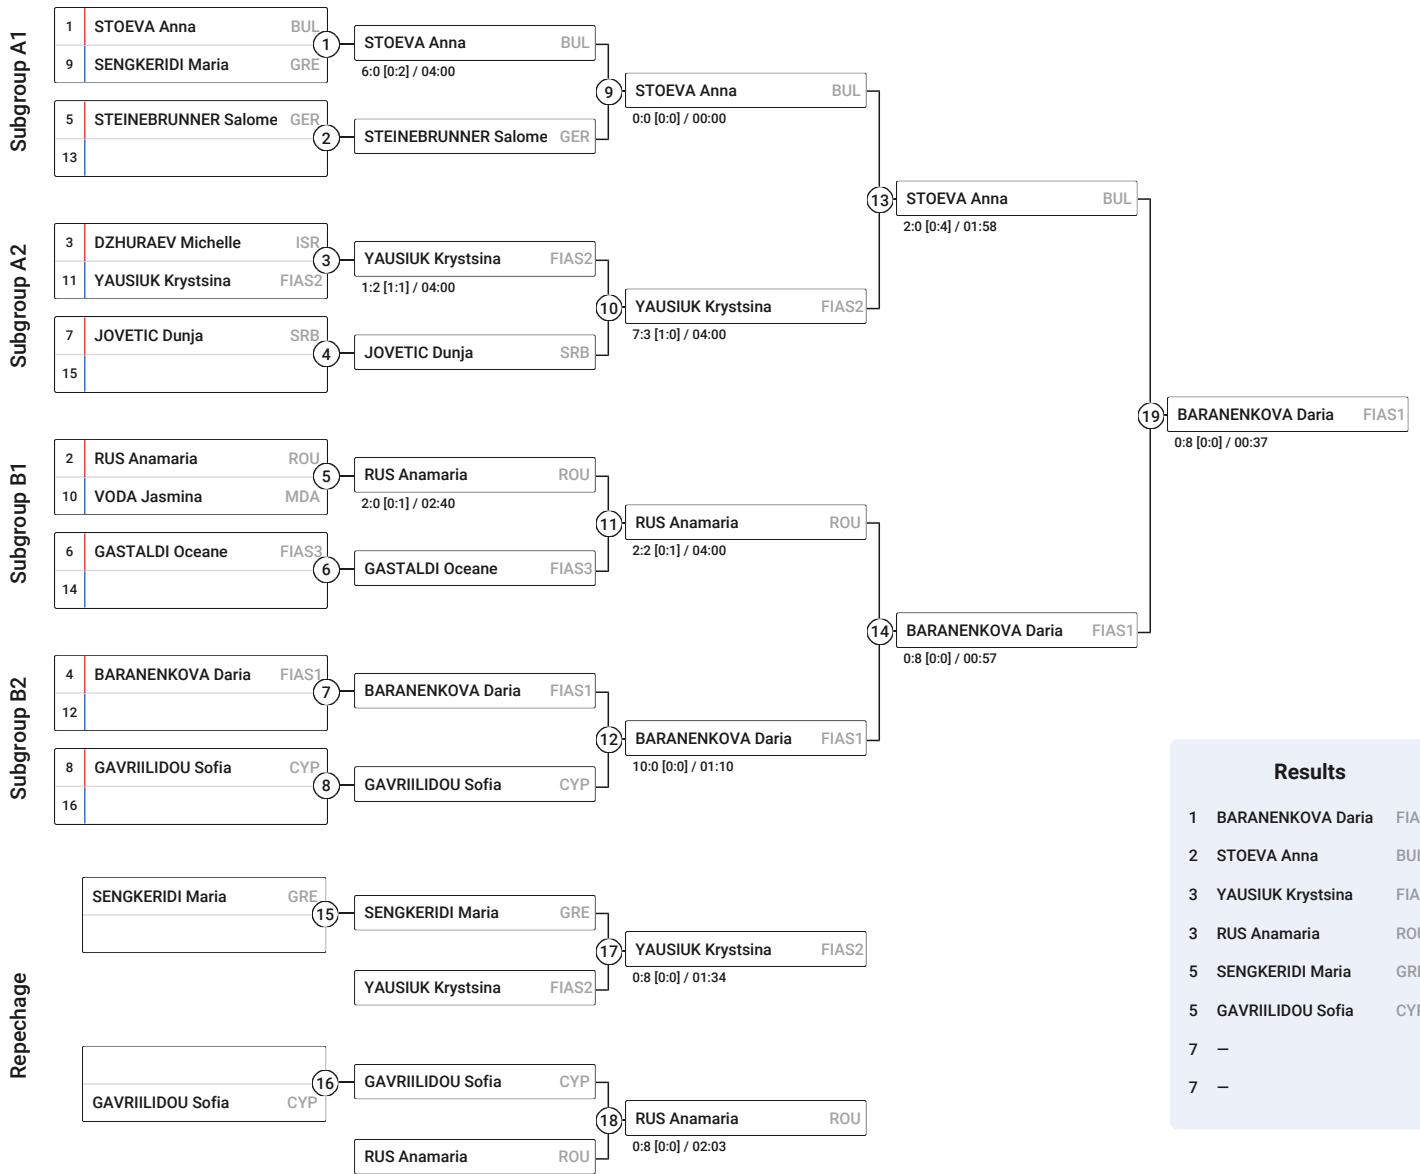 Subgroup A1
1 STOEVA Anna BUL
9 SENGKERIDI Maria GRE
1
5 STEINEBRUNNER Salome GER
13
2
STOEVA Anna BUL
6:0 [0:2] / 04:00
STEINEBRUNNER Salome GER
9
STOEVA Anna BUL
0:0 [0:0] / 00:00
Subgroup A2
3 DZHURAEV Michelle ISR
11 YAUSIUK Krystsina FIAS2
3
7 JOVETIC Dunja SRB
15
4
YAUSIUK Krystsina FIAS2
1:2 [1:1] / 04:00
JOVETIC Dunja SRB
10
YAUSIUK Krystsina FIAS2
7:3 [1:0] / 04:00
13
STOEVA Anna BUL
2:0 [0:4] / 01:58
Subgroup B1
2 RUS Anamaria ROU
10 VODA Jasmina MDA
5
6 GASTALDI Oceane FIAS3
14
6
RUS Anamaria ROU
2:0 [0:1] / 02:40
GASTALDI Oceane FIAS3
11
RUS Anamaria ROU
2:2 [0:1] / 04:00
Subgroup B2
4 BARANENKOVA Daria FIAS1
12
7
8 GAVRIILIDOU Sofia CYP
16
8
BARANENKOVA Daria FIAS1
GAVRIILIDOU Sofia CYP
12
BARANENKOVA Daria FIAS1
10:0 [0:0] / 01:10
14
BARANENKOVA Daria FIAS1
0:8 [0:0] / 00:57
19
BARANENKOVA Daria FIAS1
0:8 [0:0] / 00:37
Repechage
SENGKERIDI Maria GRE
15
SENGKERIDI Maria GRE
YAUSIUK Krystsina FIAS2
17
YAUSIUK Krystsina FIAS2
0:8 [0:0] / 01:34
GAVRIILIDOU Sofia CYP
16
GAVRIILIDOU Sofia CYP
RUS Anamaria ROU
18
RUS Anamaria ROU
0:8 [0:0] / 02:03
Results
1 BARANENKOVA Daria
2 STOEVA Anna
3 YAUSIUK Krystsina
3 RUS Anamaria
5 SENGKERIDI Maria
5 GAVRIILIDOU Sofia
7 —
7 —